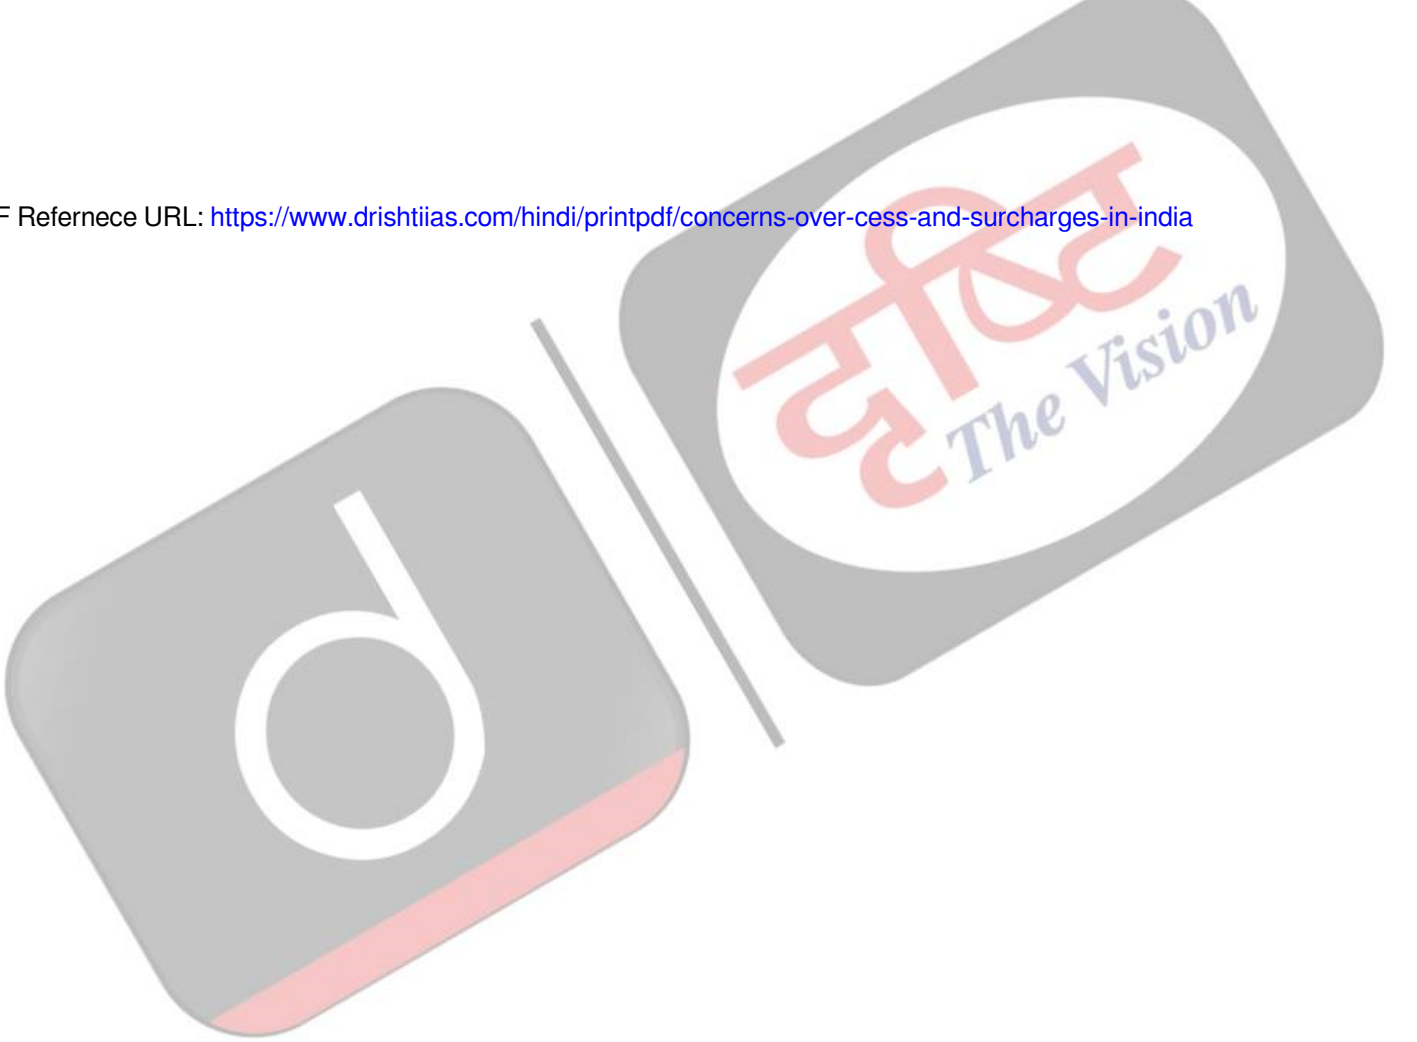 F Refernece URL: https://www.drishtiias.com/hindi/printpdf/concerns-over-cess-and-surcharges-in-india
दृष्टि
The Vision
d